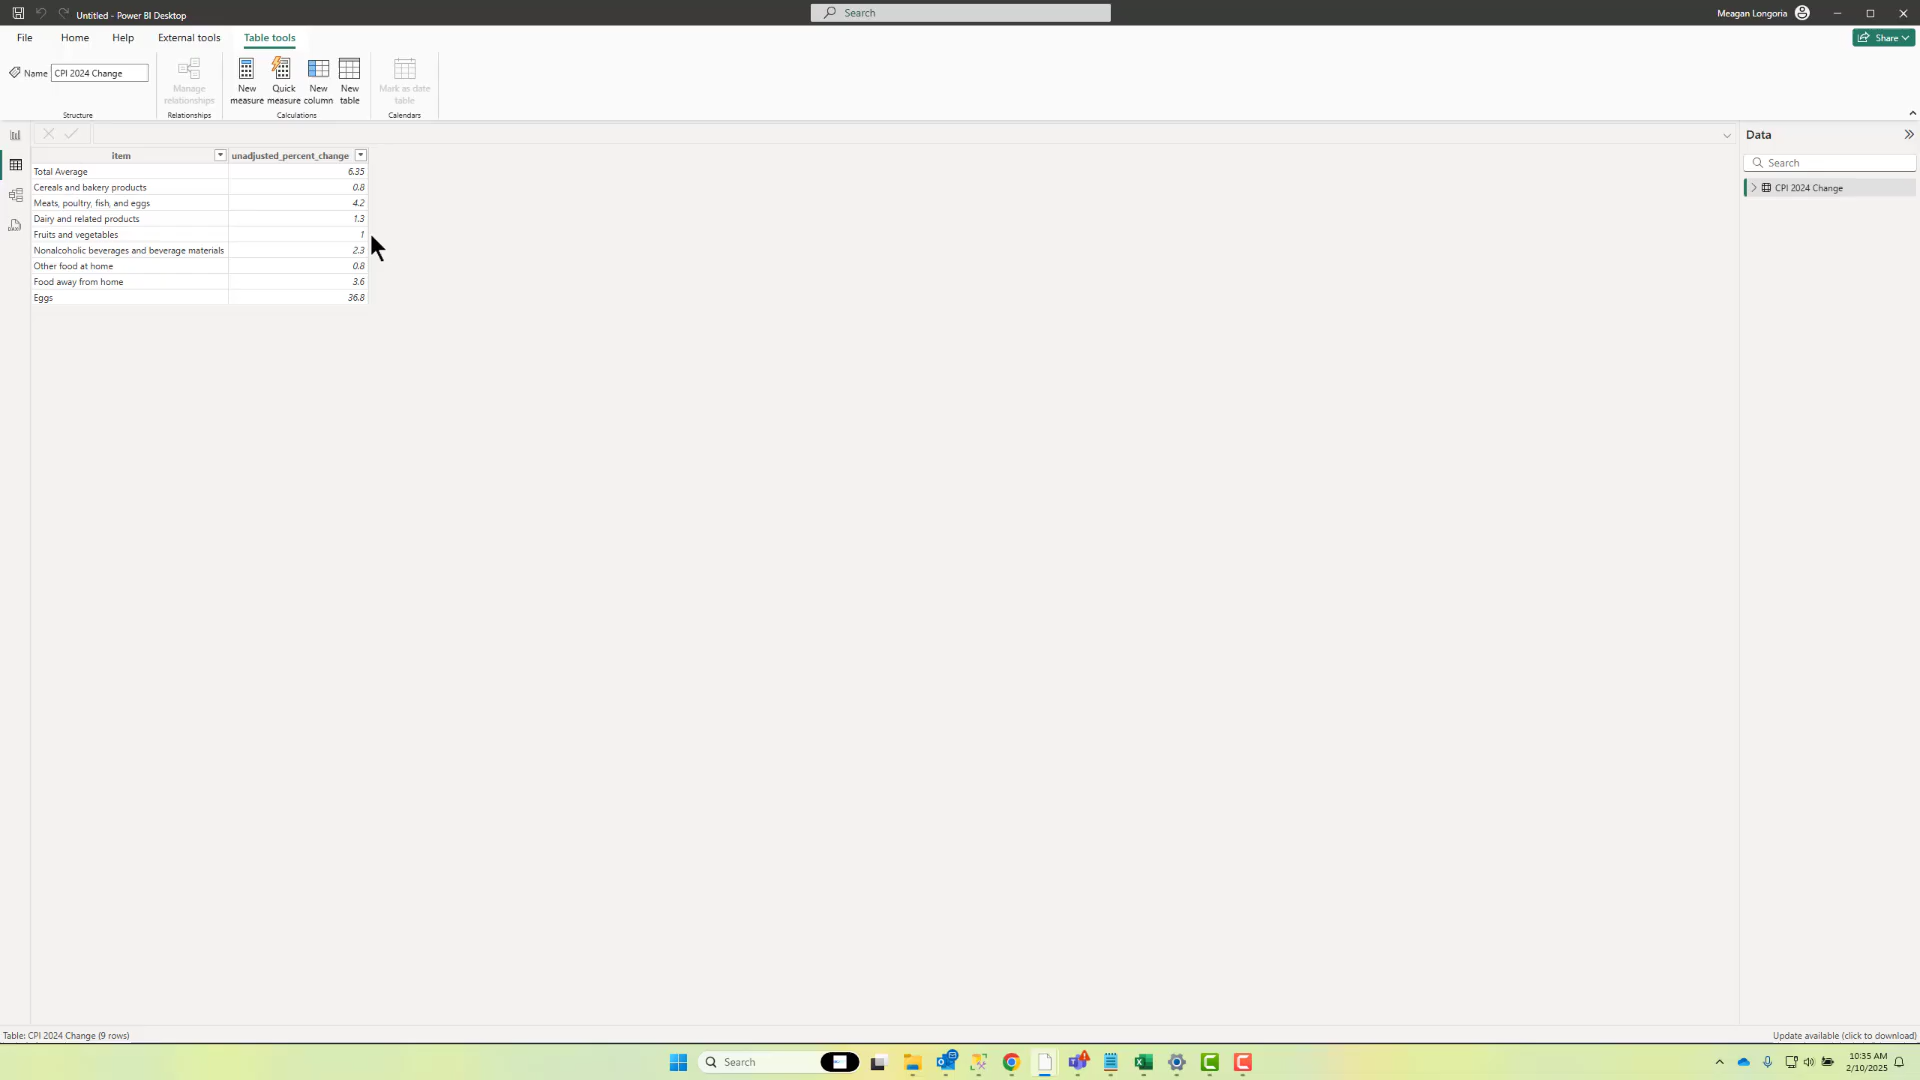 Untitled - Power BI Desktop
Search
Meagan Longoria
File
Home
Help
External tools
Table tools
Share
Name
CPI 2024 Change
Manage relationships
New measure
Quick measure
New column
New table
Mark as date table
Structure
Relationships
Calculations
Calendars
Data
Search
CPI 2024 Change
item unadjusted_percent_change
Total Average 6.35
Cereals and bakery products 0.8
Meats, poultry, fish, and eggs 4.2
Dairy and related products 1.3
Fruits and vegetables 1
Nonalcoholic beverages and beverage materials 2.3
Other food at home 0.8
Food away from home 3.6
Eggs 36.8
Table: CPI 2024 Change (9 rows)
Update available (click to download)
Search
10:35 AM
2/10/2025